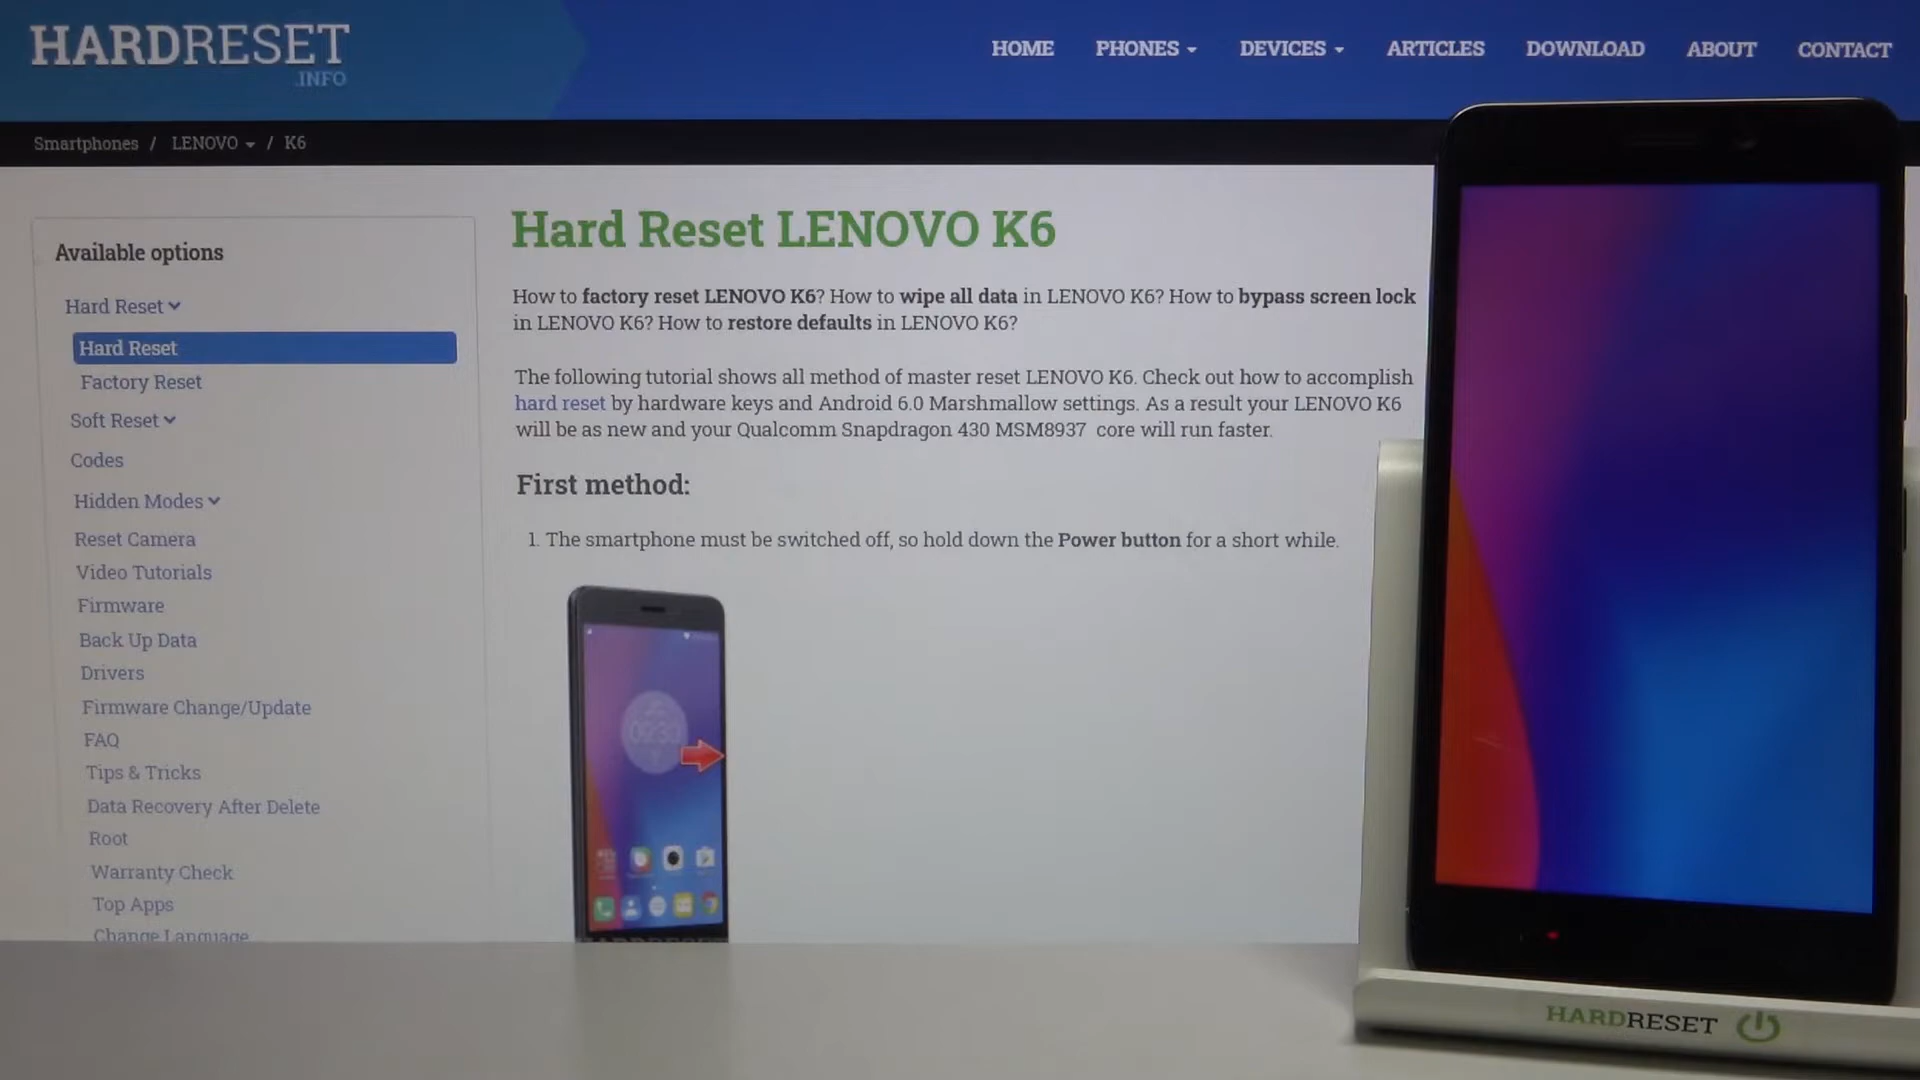 HARDRESET
.INFO
HOME PHONES DEVICES ARTICLES DOWNLOAD ABOUT CONTACT
Smartphones / LENOVO / K6
Available options
Hard Reset
Hard Reset
Factory Reset
Soft Reset
Codes
Hidden Modes
Reset Camera
Video Tutorials
Firmware
Back Up Data
Drivers
Firmware Change/Update
FAQ
Tips & Tricks
Data Recovery After Delete
Root
Warranty Check
Top Apps
Change Language
Hard Reset LENOVO K6
How to factory reset LENOVO K6? How to wipe all data in LENOVO K6? How to bypass screen lock
in LENOVO K6? How to restore defaults in LENOVO K6?
The following tutorial shows all method of master reset LENOVO K6. Check out how to accomplish
hard reset by hardware keys and Android 6.0 Marshmallow settings. As a result your LENOVO K6
will be as new and your Qualcomm Snapdragon 430 MSM8937 core will run faster.
First method:
1. The smartphone must be switched off, so hold down the Power button for a short while.
HARDRESET